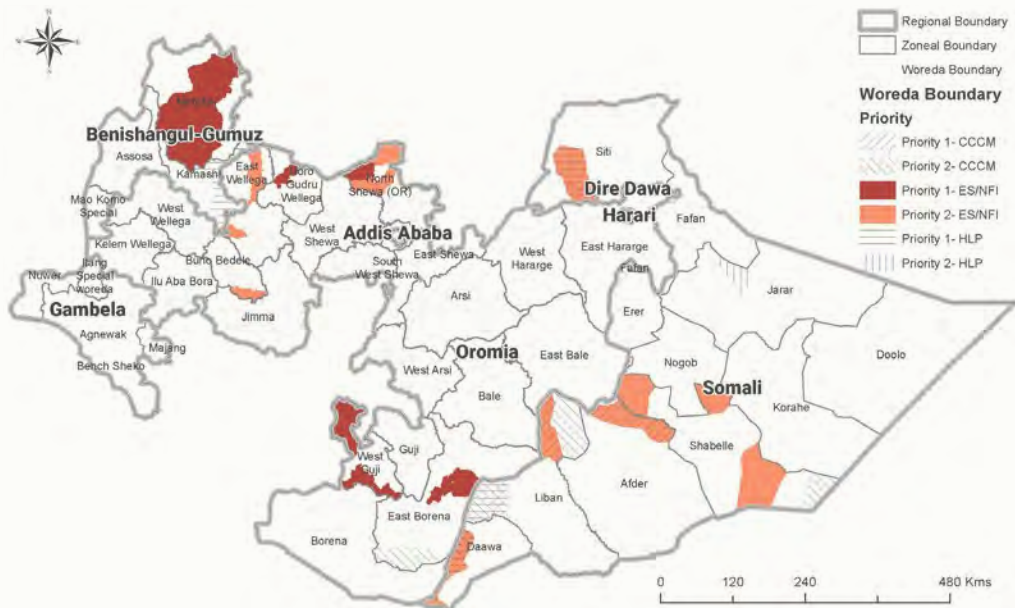 N
W
E
S
Regional Boundary
Zoneal Boundary
Woreda Boundary
Woreda Boundary
Priority
Priority 1- CCCM
Priority 2- CCCM
Priority 1- ES/NFI
Priority 2- ES/NFI
Priority 1- HLP
Priority 2- HLP
Benishangul-Gumuz
Assosa
Kamashi
East
Wellega
Gudru
Wellega
North
Shewa (OR)
Siti
Dire Dawa
Harari
Fafan
Mao Komo
Special
West
Wellega
Kelem Wellega
West
Shewa
Addis Ababa
East Shewa
South
West Shewa
West
Hararge
East Hararge
Fafan
Buno Bedele
Itang
Special
woreda
Nuwer
Ilu Aba Bora
Gambela
Jimma
Arsi
Erer
Jarar
Agnewak
Majang
Bench Sheko
Oromia
East Bale
West Arsi
Bale
Nogob
Somali
Doolo
Korahe
Shabelle
Guji
West
Guji
Liban
Afder
East Borena
Borena
Daawa
0
120
240
480 Kms